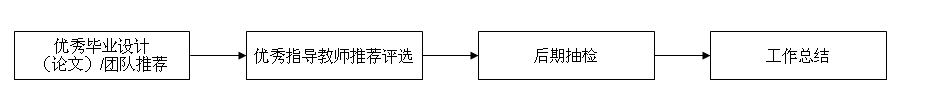 优秀毕业设计
（论文）/团队推荐
优秀指导教师推荐评选
后期抽检
工作总结